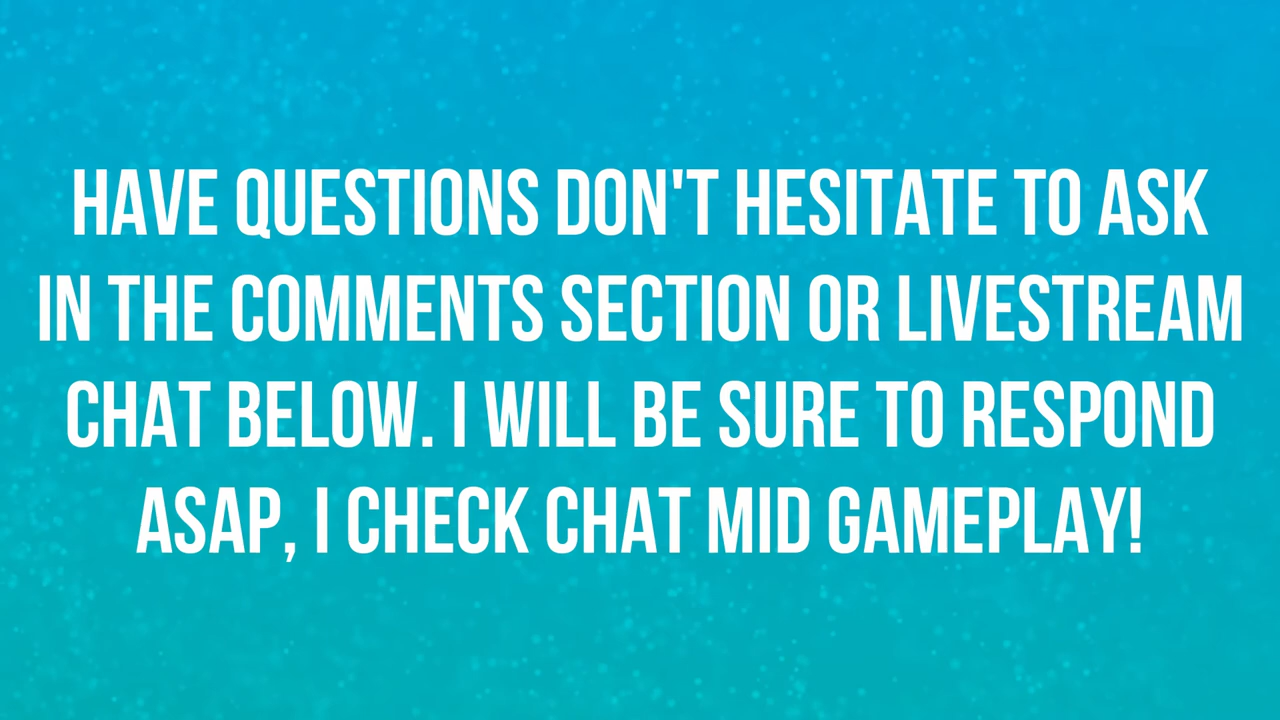 HAVE QUESTIONS DON'T HESITATE TO ASK
IN THE COMMENTS SECTION OR LIVESTREAM
CHAT BELOW. I WILL BE SURE TO RESPOND
ASAP, I CHECK CHAT MID GAMEPLAY!